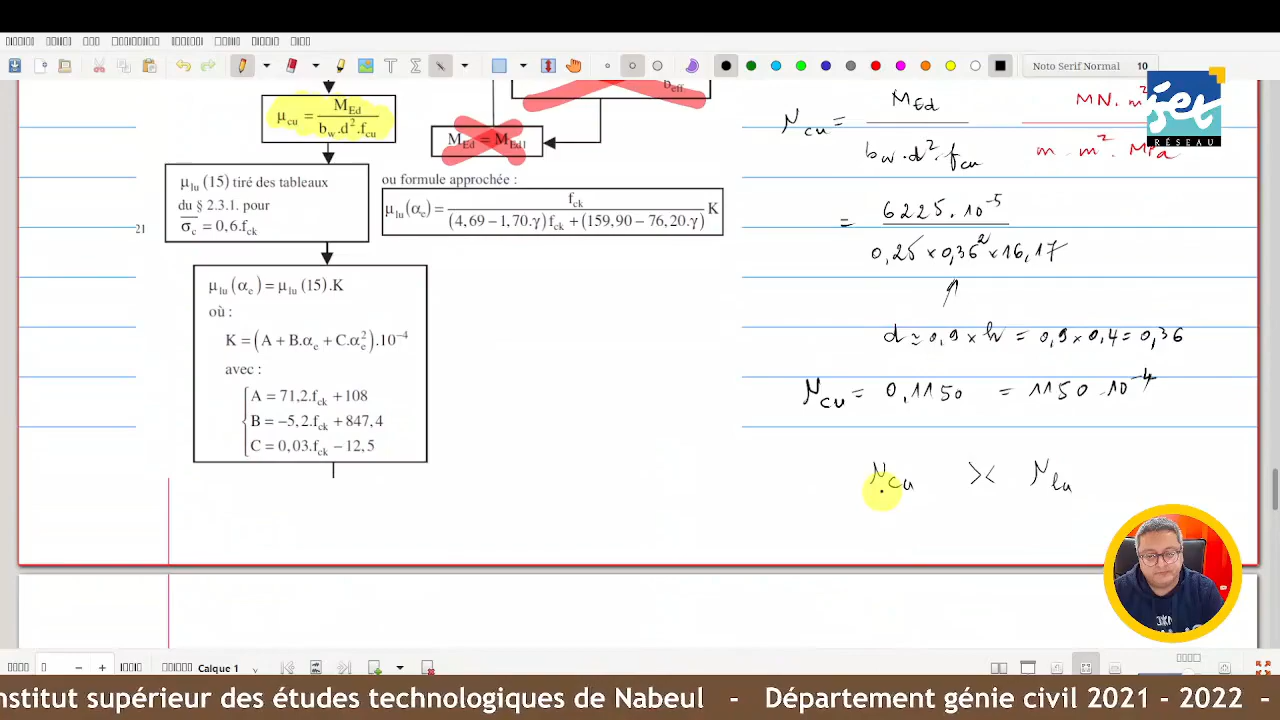 Noto Serif Normal 10
iset
RÉSEAU
μcu = MEd / bw.d².fcu
Beff
MEd = MEd1
μlu (15) tiré des tableaux
du § 2.3.1. pour
σc = 0,6.fck
21
ou formule approchée :
μlu(αe) = fck / (4,69 – 1,70.γ) fck + (159,90 – 76,20.γ) K
μlu (αe) = μlu (15).K
où :
K = (A + B.αe + C.αe²).10⁻⁴
avec :
A = 71,2.fck + 108
B = –5,2.fck + 847,4
C = 0,03.fck – 12,5
μcu = MEd / bw.d².fcu
MN.m
m . m². MPa
= 6225.10⁻⁵ / 0,25 × 0,36² × 16,17
d ≃ 0,9 × h = 0,9 × 0,4 = 0,36
μcu = 0,1150 = 1150.10⁻⁴
μcu >< μlu
Calque 1
nstitut supérieur des études technologiques de Nabeul - Département génie civil 2021 - 2022 -